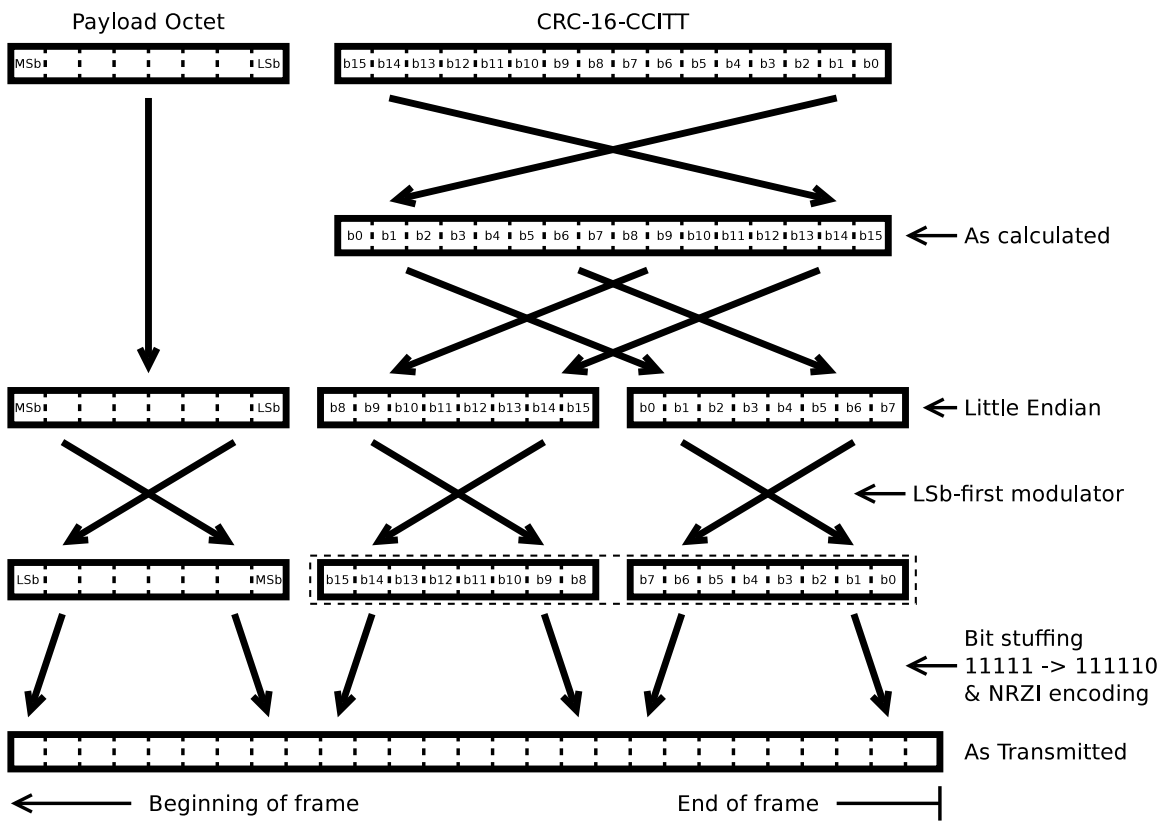 Payload Octet
CRC-16-CCITT
MSb LSb
b15 b14 b13 b12 b11 b10 b9 b8 b7 b6 b5 b4 b3 b2 b1 b0
b0 b1 b2 b3 b4 b5 b6 b7 b8 b9 b10 b11 b12 b13 b14 b15
As calculated
MSb LSb
b8 b9 b10 b11 b12 b13 b14 b15
b0 b1 b2 b3 b4 b5 b6 b7
Little Endian
LSb-first modulator
LSb MSb
b15 b14 b13 b12 b11 b10 b9 b8
b7 b6 b5 b4 b3 b2 b1 b0
Bit stuffing
11111 -> 111110
& NRZI encoding
As Transmitted
Beginning of frame
End of frame